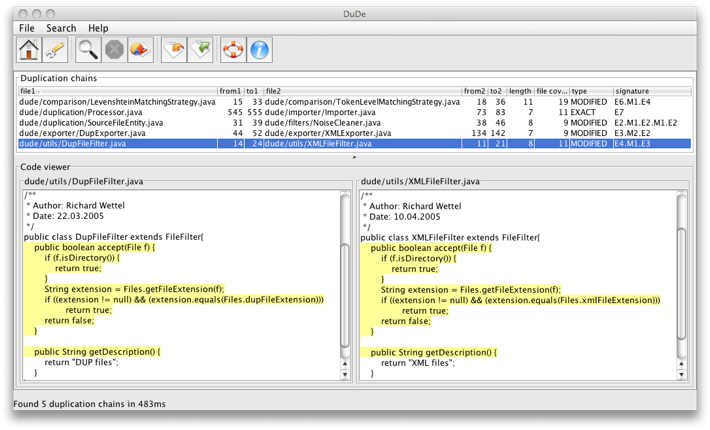 DuDe
File Search Help
Duplication chains
file1 from1 to1 file2 from2 to2 length file cov... type signature
dude/comparison/LevenshteinMatchingStrategy.java 15 33 dude/comparison/TokenLevelMatchingStrategy.java 18 36 11 19 MODIFIED E6.M1.E4
dude/duplication/Processor.java 545 555 dude/importer/Importer.java 73 83 7 11 EXACT E7
dude/duplication/SourceFileEntity.java 31 39 dude/filters/NoiseCleaner.java 38 46 8 9 MODIFIED E2.M1.E2.M1.E2
dude/exporter/DupExporter.java 44 52 dude/exporter/XMLExporter.java 134 142 7 9 MODIFIED E3.M2.E2
dude/utils/DupFileFilter.java 14 24 dude/utils/XMLFileFilter.java 11 21 8 11 MODIFIED E4.M1.E3
Code viewer
dude/utils/DupFileFilter.java
/**
* Author: Richard Wettel
* Date: 22.03.2005
*/
public class DupFileFilter extends FileFilter{
public boolean accept(File f) {
if (f.isDirectory()) {
return true;
}
String extension = Files.getFileExtension(f);
if ((extension != null) && (extension.equals(Files.dupFileExtension)))
return true;
return false;
}
public String getDescription() {
return "DUP files";
}
dude/utils/XMLFileFilter.java
/**
* Author: Richard Wettel
* Date: 10.04.2005
*/
public class XMLFileFilter extends FileFilter{
public boolean accept(File f) {
if (f.isDirectory()) {
return true;
}
String extension = Files.getFileExtension(f);
if ((extension != null) && (extension.equals(Files.xmlFileExtension)))
return true;
return false;
}
public String getDescription() {
return "XML files";
}
Found 5 duplication chains in 483ms